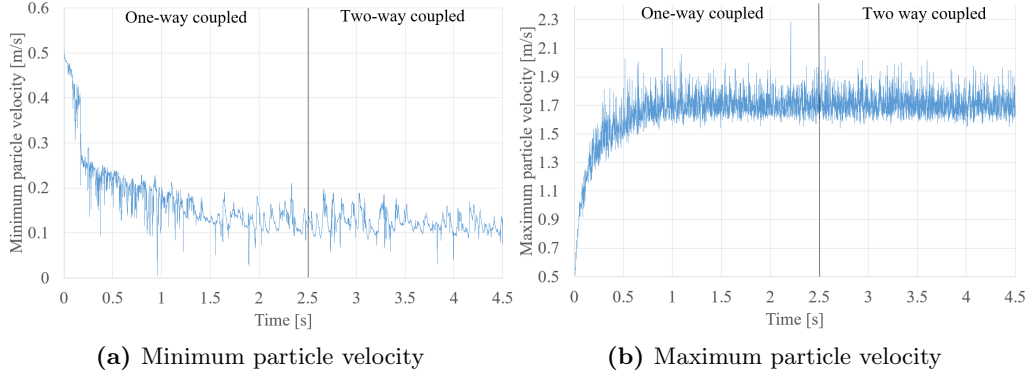 One-way coupled Two-way coupled
Minimum paricle velocity [m/s]
0.6
0.5
0.4
0.3
0.2
0.1
0
0 0.5 1 1.5 2 2.5 3 3.5 4 4.5
Time [s]
(a) Minimum particle velocity
One-way coupled Two way coupled
Maximum particle velocity [m/s]
2.3
2.1
1.9
1.7
1.5
1.3
1.1
0.9
0.7
0.5
0 0.5 1 1.5 2 2.5 3 3.5 4 4.5
Time [s]
(b) Maximum particle velocity